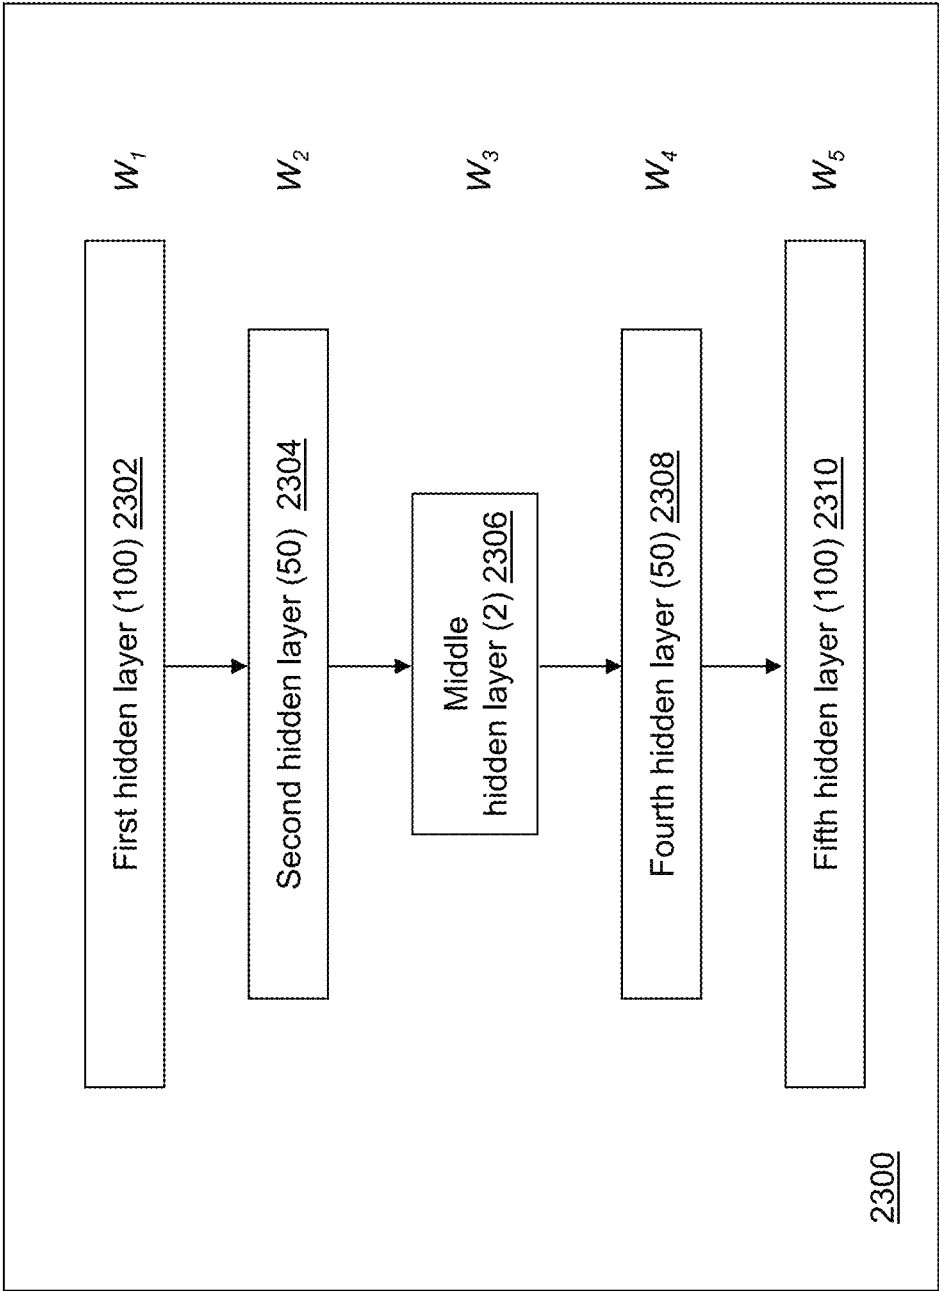 First hidden layer (100) 2302
W1
Second hidden layer (50) 2304
W2
Middle
hidden layer (2) 2306
W3
Fourth hidden layer (50) 2308
W4
Fifth hidden layer (100) 2310
W5
2300